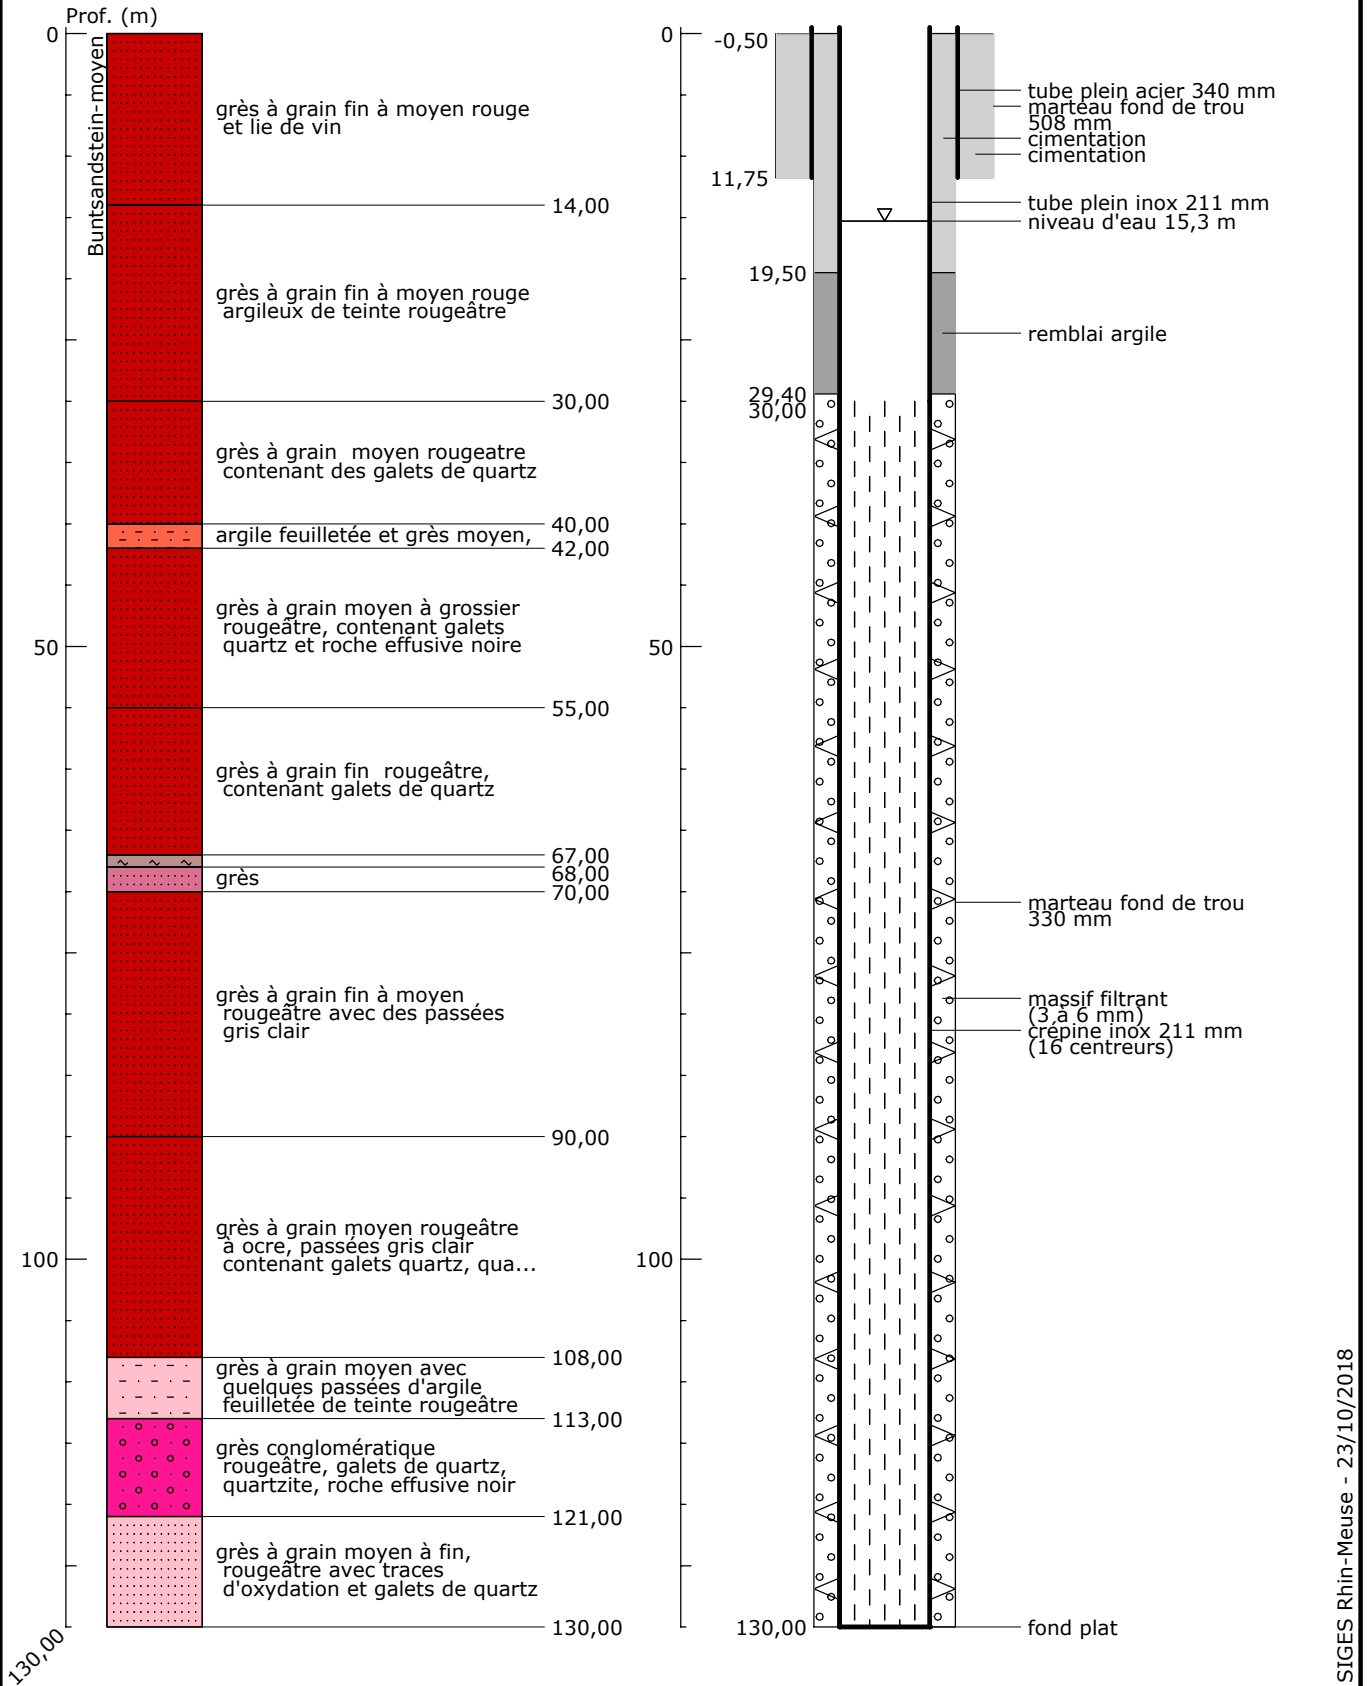 Prof. (m)
0
Buntsandstein-moyen
grès à grain fin à moyen rouge
et lie de vin
14,00
grès à grain fin à moyen rouge
argileux de teinte rougeâtre
30,00
grès à grain  moyen rougeatre
contenant des galets de quartz
40,00
argile feuilletée et grès moyen,
42,00
grès à grain moyen à grossier
rougeâtre, contenant galets
quartz et roche effusive noire
50
55,00
grès à grain fin  rougeâtre,
contenant galets de quartz
67,00
68,00
grès
70,00
grès à grain fin à moyen
rougeâtre avec des passées
gris clair
90,00
grès à grain moyen rougeâtre
à ocre, passées gris clair
contenant galets quartz, qua...
100
108,00
grès à grain moyen avec
quelques passées d'argile
feuilletée de teinte rougeâtre
113,00
grès conglomératique
rougeâtre, galets de quartz,
quartzite, roche effusive noir
121,00
grès à grain moyen à fin,
rougeâtre avec traces
d'oxydation et galets de quartz
130,00
130,00
0
-0,50
tube plein acier 340 mm
marteau fond de trou
508 mm
cimentation
cimentation
11,75
tube plein inox 211 mm
niveau d'eau 15,3 m
19,50
remblai argile
29,40
30,00
50
marteau fond de trou
330 mm
massif filtrant
(3 à 6 mm)
crépine inox 211 mm
(16 centreurs)
100
130,00
fond plat
SIGES Rhin-Meuse - 23/10/2018